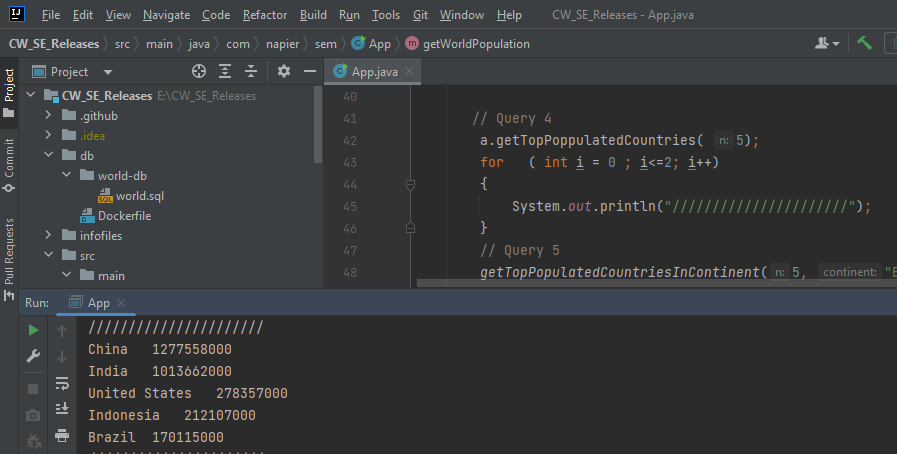 IJ File Edit View Navigate Code Refactor Build Run Tools Git Window Help CW_SE_Releases - App.java
CW_SE_Releases src main java com napier sem C App m getWorldPopulation
Project App.java
Project
CW_SE_Releases E:\CW_SE_Releases
.github
.idea
db
world-db
world.sql
Dockerfile
infofiles
src
main
Commit
Pull Requests
40
41 // Query 4
42 a.getTopPoppulatedCountries( n: 5);
43 for ( int i = 0 ; i<=2; i++)
44 {
45 System.out.println("//////////////////////");
46 }
47 // Query 5
48 getTopPopulatedCountriesInContinent( n: 5, continent: "E
Run: App
//////////////////////
China 1277558000
India 1013662000
United States 278357000
Indonesia 212107000
Brazil 170115000